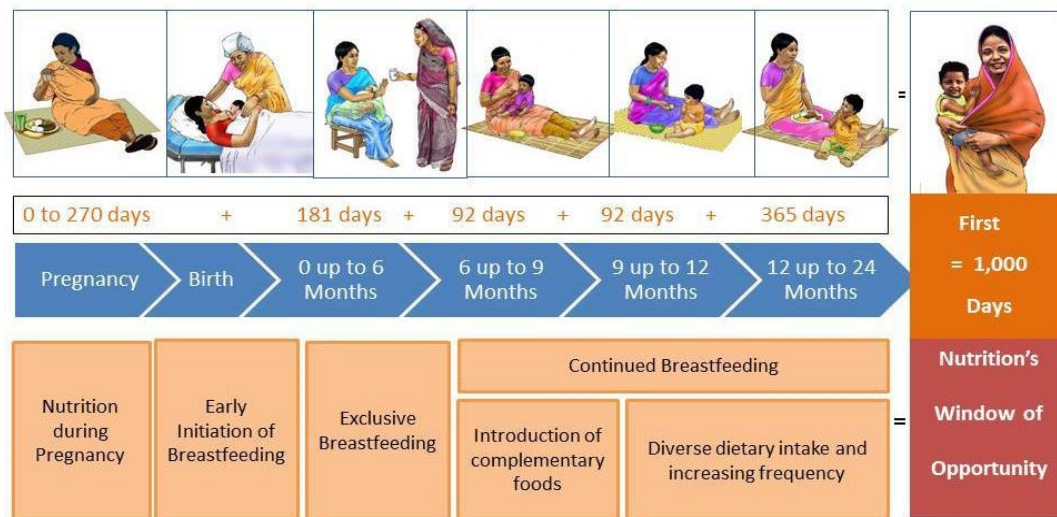 =
0 to 270 days + 181 days + 92 days + 92 days + 365 days
First
= 1,000
Days
Pregnancy
Birth
0 up to 6
Months
6 up to 9
Months
9 up to 12
Months
12 up to 24
Months
Nutrition
during
Pregnancy
Early
Initiation of
Breastfeeding
Exclusive
Breastfeeding
Continued Breastfeeding
Introduction of
complementary
foods
Diverse dietary intake and
increasing frequency
=
Nutrition’s
Window of
Opportunity